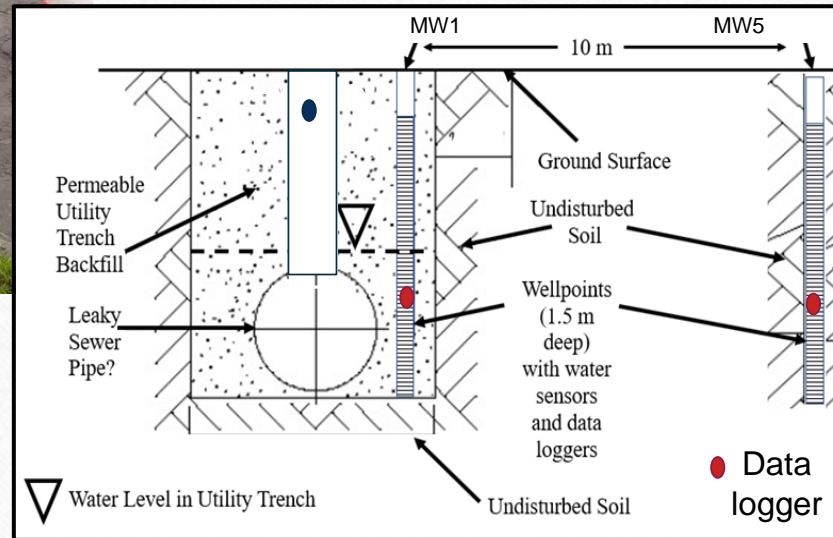 MW1
MW5
10 m
Ground Surface
Permeable
Utility
Trench
Backfill
Undisturbed
Soil
Leaky
Sewer
Pipe?
Wellpoints
(1.5 m
deep)
with water
sensors
and data
loggers
Water Level in Utility Trench
Undisturbed Soil
Data
logger